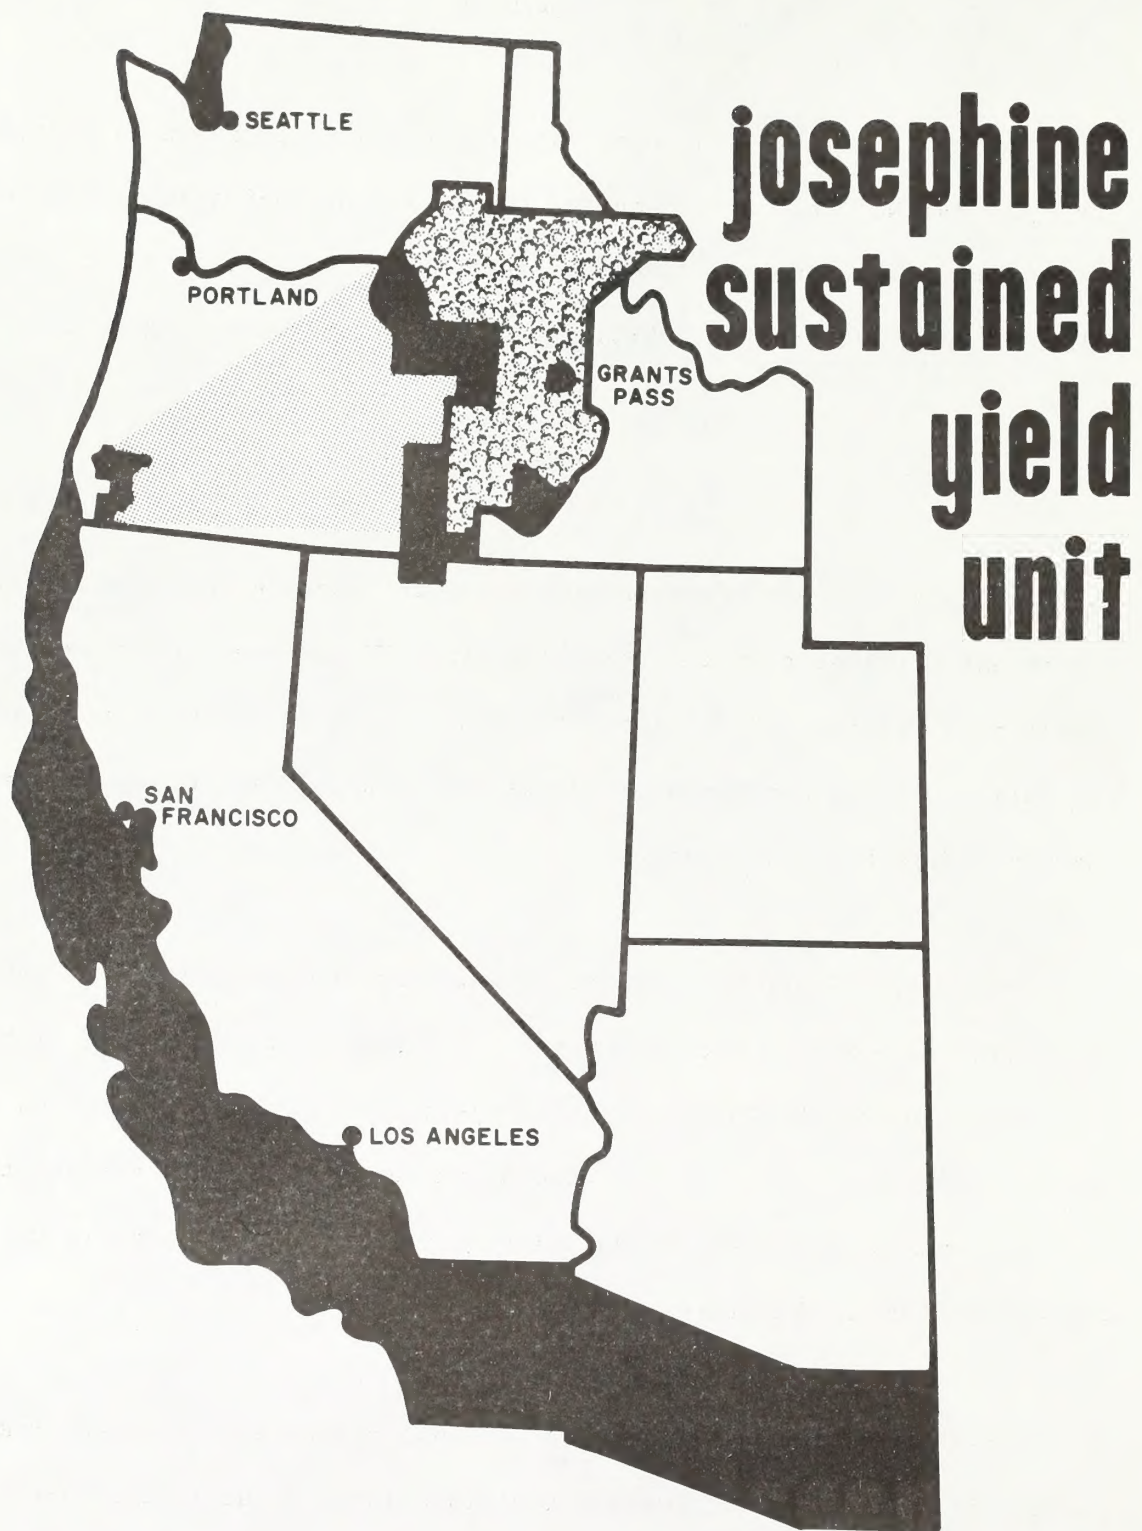 josephine
sustained
yield
unit
SEATTLE
PORTLAND
GRANTS
PASS
SAN
FRANCISCO
LOS ANGELES